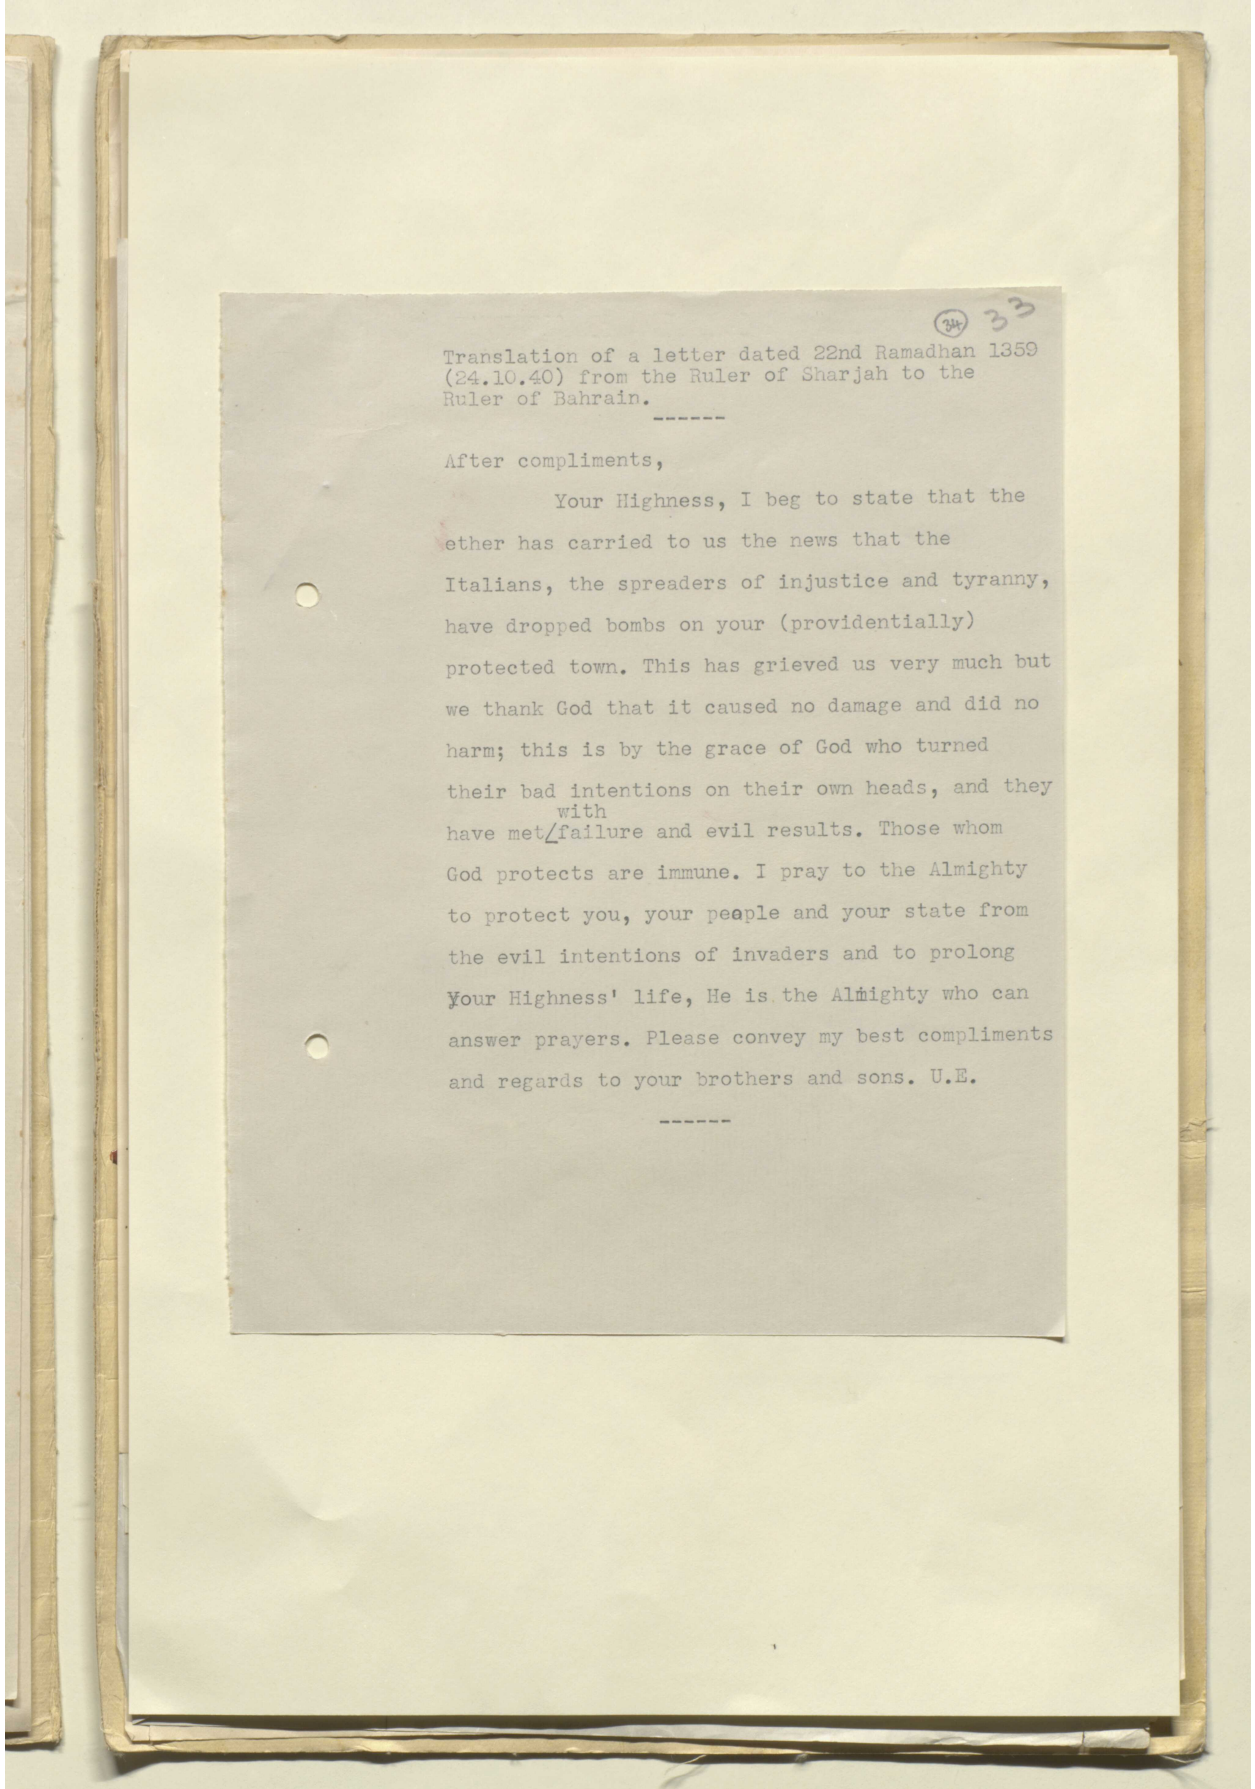 34 33
Translation of a letter dated 22nd Ramadhan 1359
(24.10.40) from the Ruler of Sharjah to the
Ruler of Bahrain.
------
After compliments,
Your Highness, I beg to state that the
ether has carried to us the news that the
Italians, the spreaders of injustice and tyranny,
have dropped bombs on your (providentially)
protected town. This has grieved us very much but
we thank God that it caused no damage and did no
harm; this is by the grace of God who turned
their bad intentions on their own heads, and they
with
have met/failure and evil results. Those whom
God protects are immune. I pray to the Almighty
to protect you, your people and your state from
the evil intentions of invaders and to prolong
Your Highness' life, He is the Almighty who can
answer prayers. Please convey my best compliments
and regards to your brothers and sons. U.E.
------